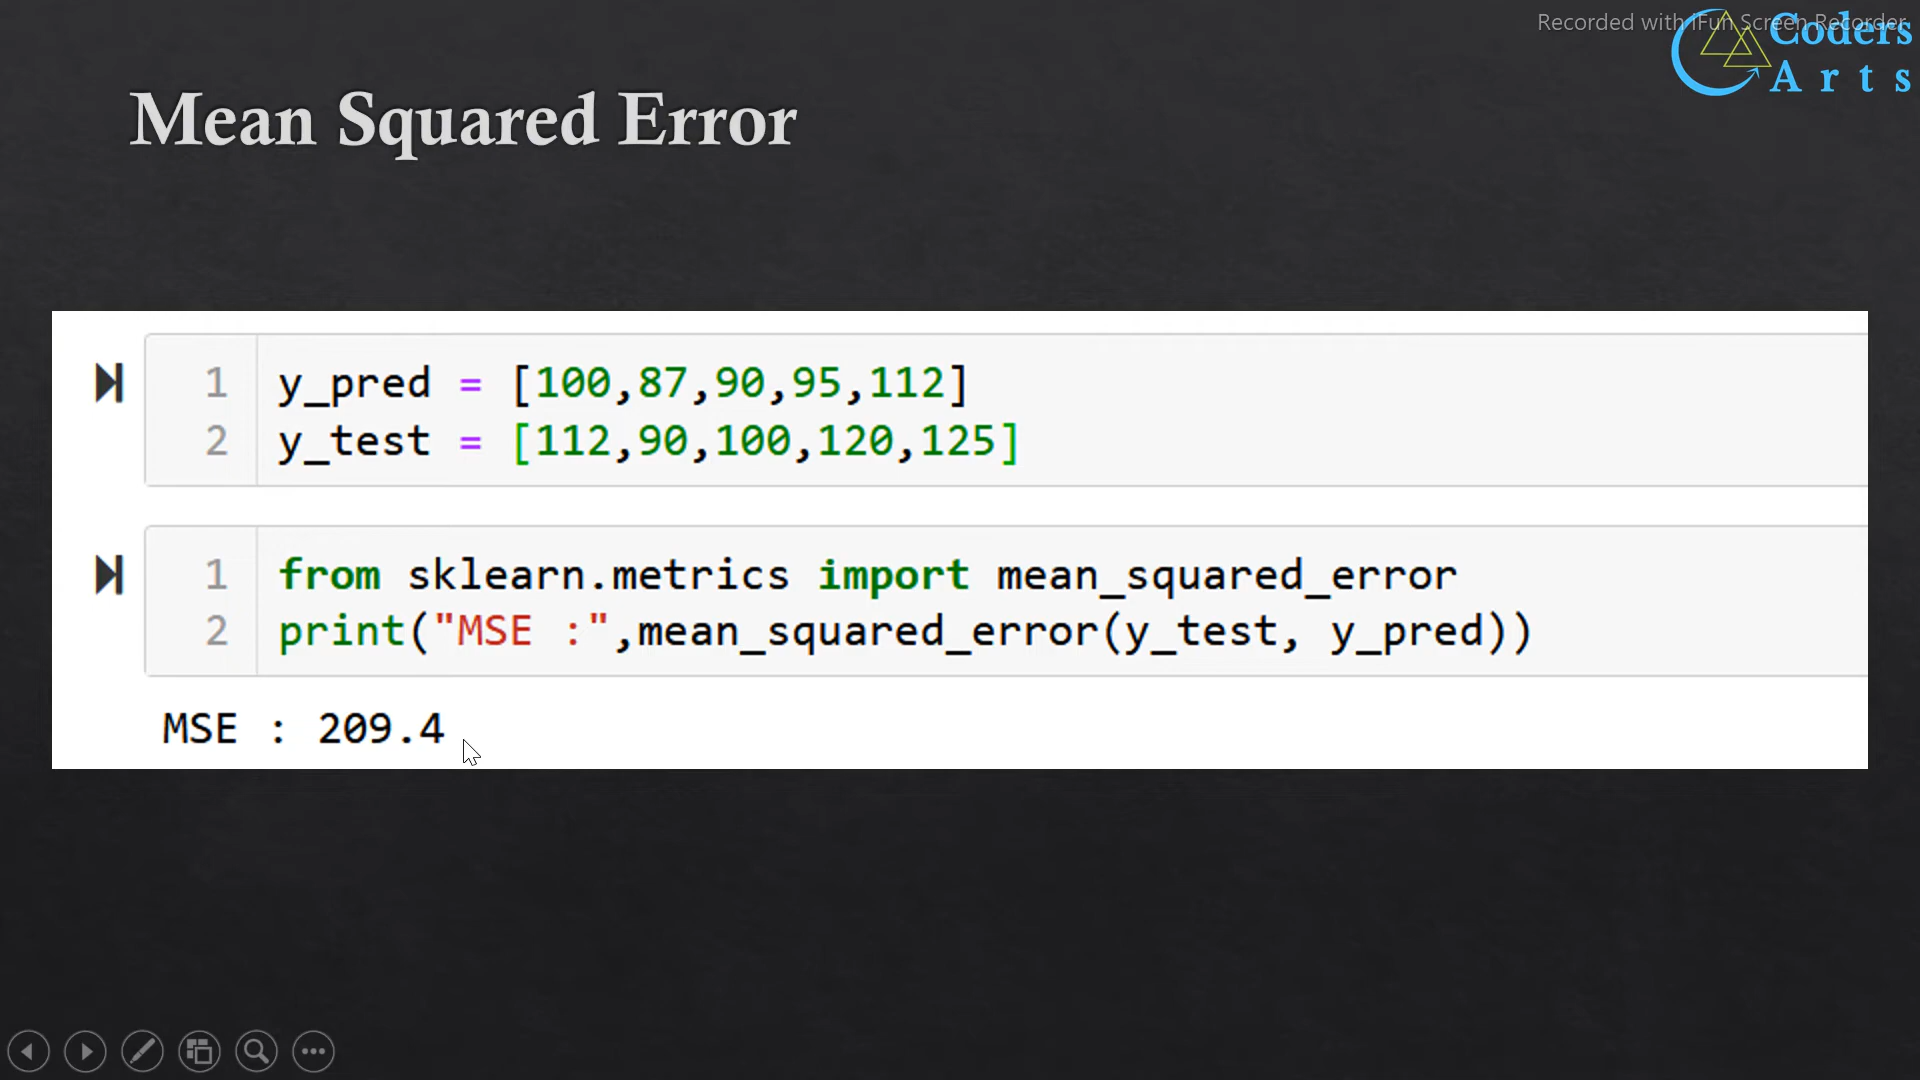 Recorded with iFun Screen Recorder
Coders
Arts
Mean Squared Error
1 y_pred = [100,87,90,95,112]
2 y_test = [112,90,100,120,125]
1 from sklearn.metrics import mean_squared_error
2 print("MSE :",mean_squared_error(y_test, y_pred))
MSE : 209.4